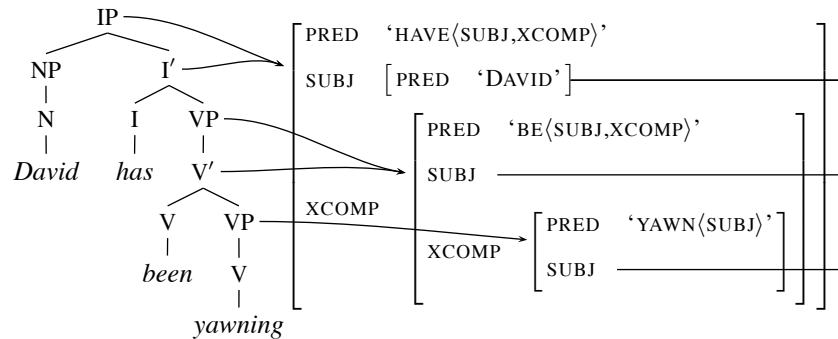 IP
NP I′
N I VP
David has V′
V VP
been V
yawning
PRED ‘HAVE⟨SUBJ,XCOMP⟩’
SUBJ [PRED ‘DAVID’]
XCOMP
PRED ‘BE⟨SUBJ,XCOMP⟩’
SUBJ
XCOMP
PRED ‘YAWN⟨SUBJ⟩’
SUBJ